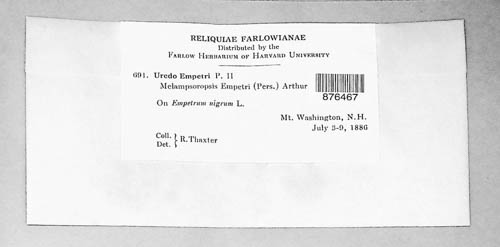 RELIQUIAE FARLOWIANAE
Distributed by the
FARLOW HERBARIUM OF HARVARD UNIVERSITY
691. Uredo Empetri P. II
Melampsoropsis Empetri (Pers.) Arthur
876467
On Empetrum nigrum L.
Mt. Washington, N.H.
July 3-9, 1886
Coll. } R. Thaxter
Det.